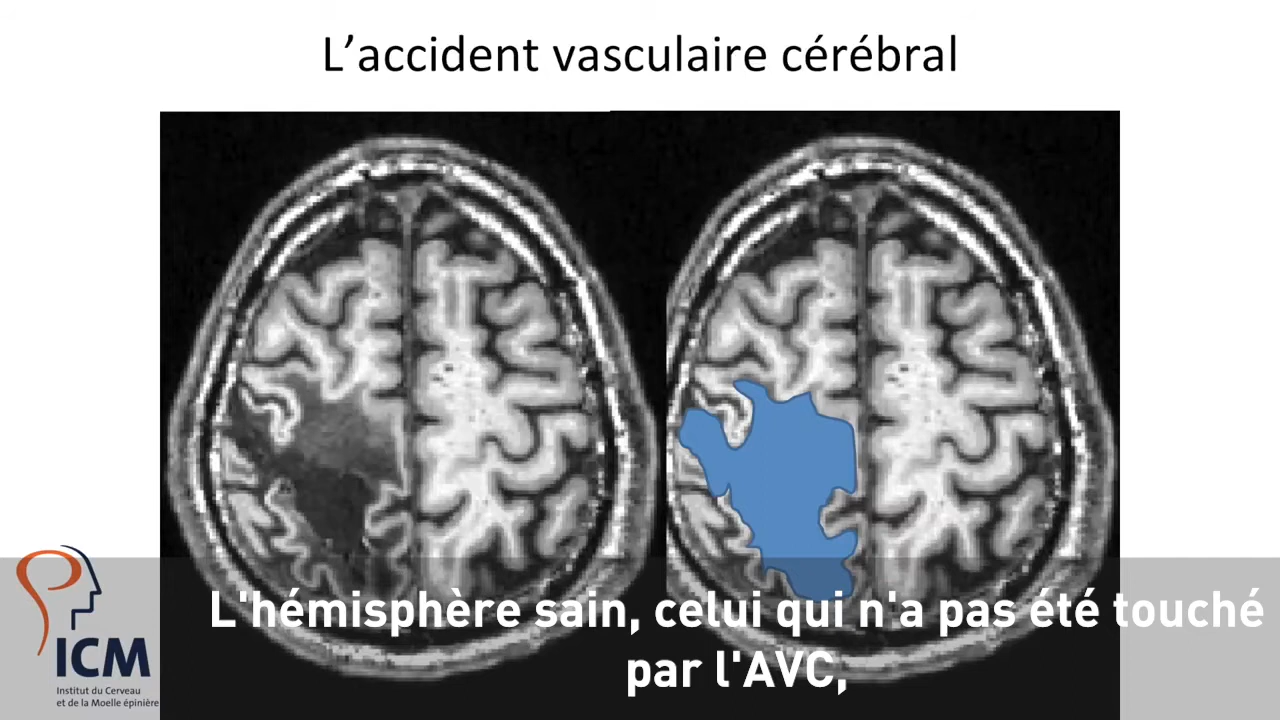 L’accident vasculaire cérébral
L'hémisphère sain, celui qui n'a pas été touché
par l'AVC,
ICM
Institut du Cerveau
et de la Moelle épinière